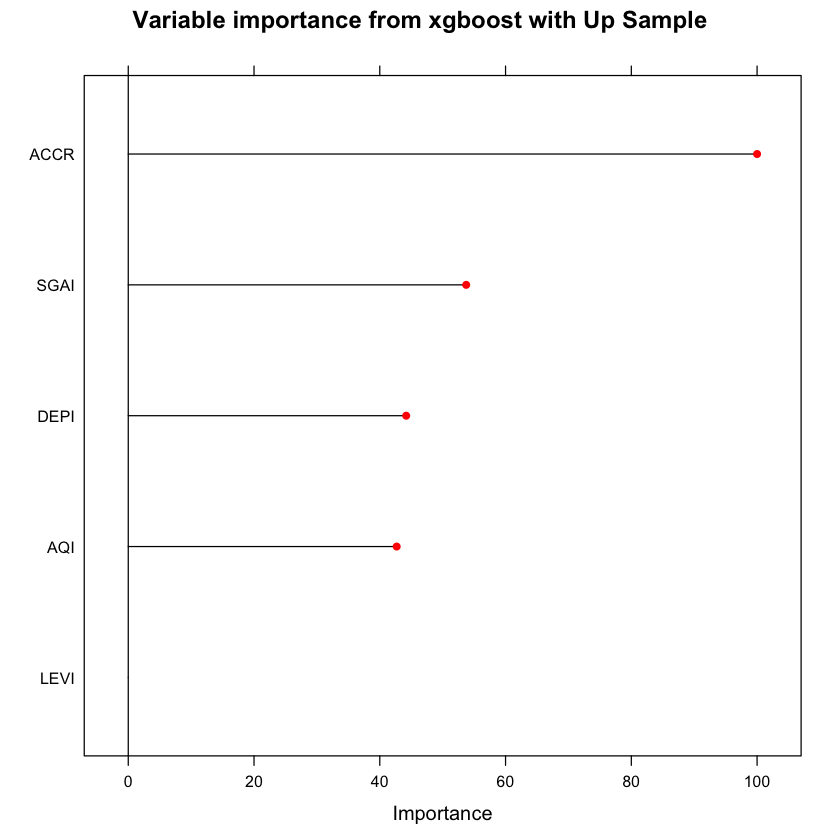 Variable importance from xgboost with Up Sample
ACCR
SGAI
DEPI
AQI
LEVI
0 20 40 60 80 100
Importance